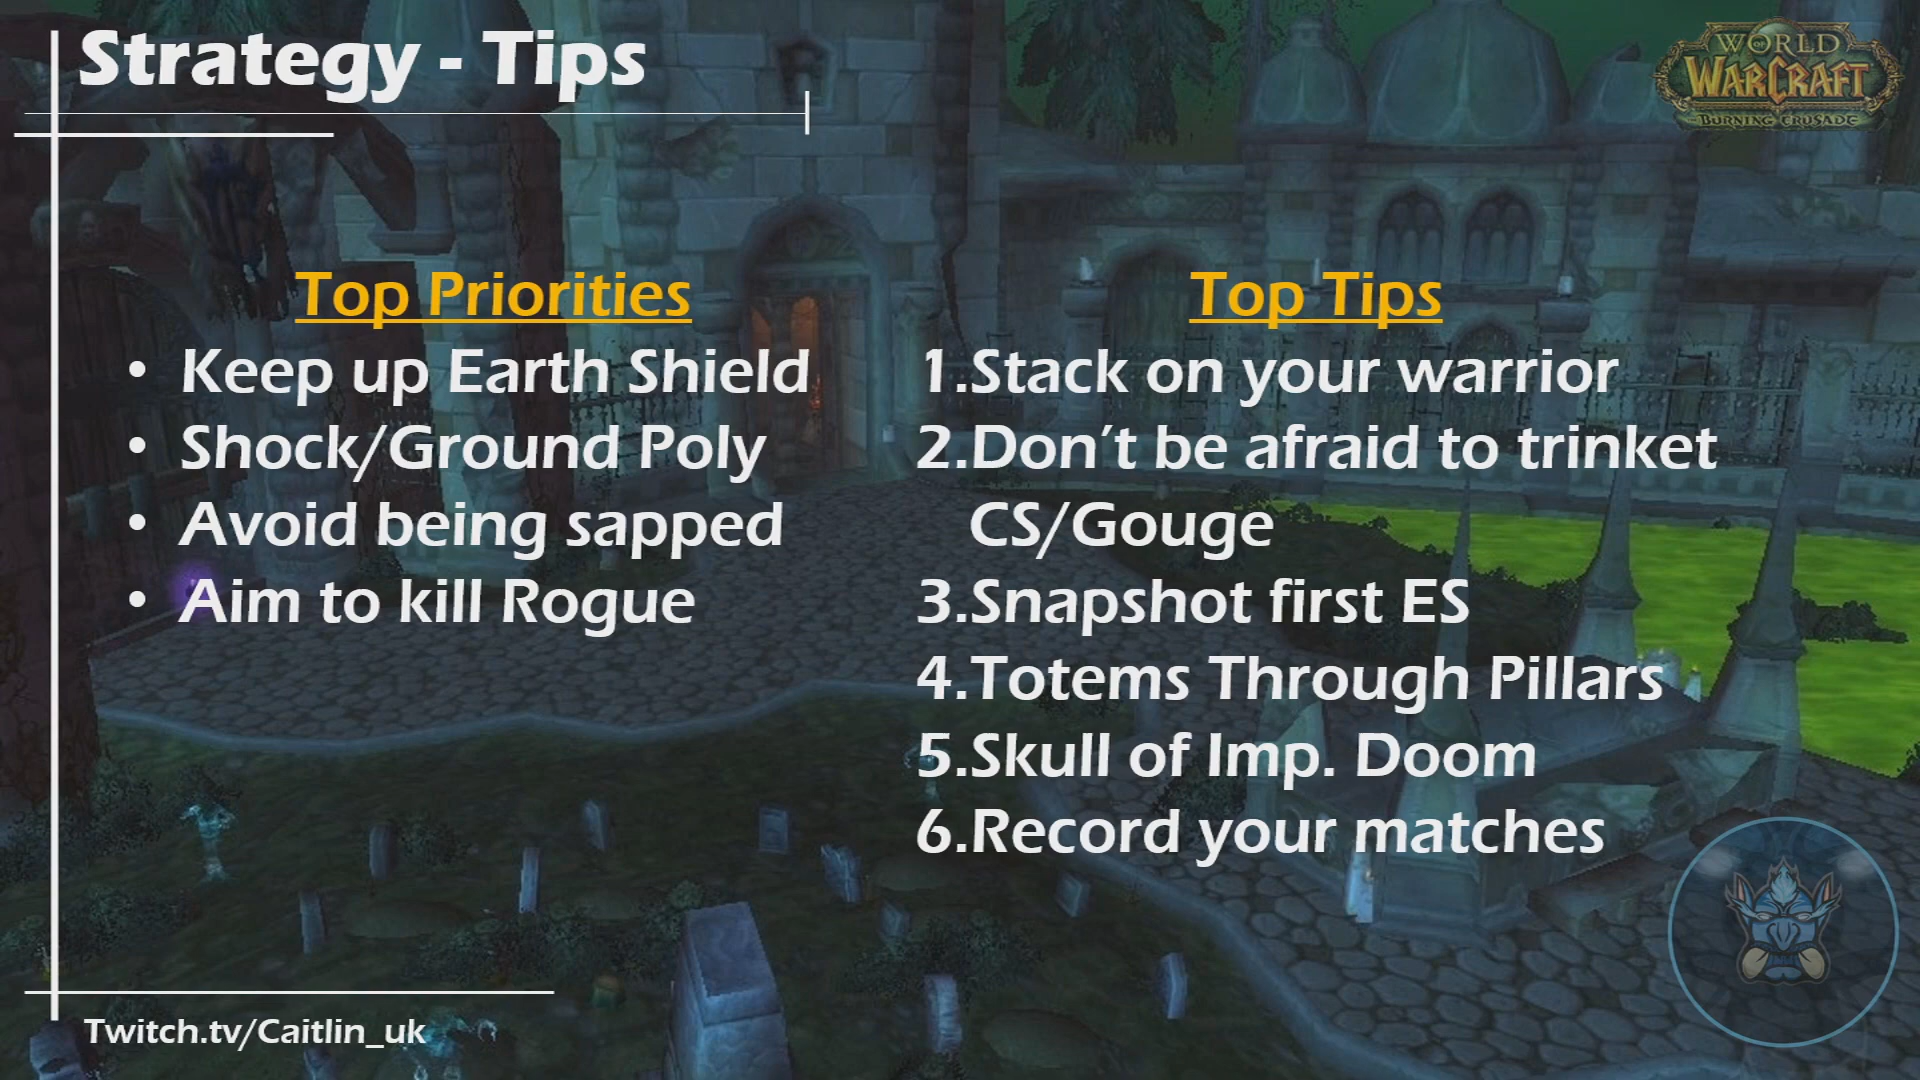 Strategy - Tips
WORLD
OF
WARCRAFT
BURNING CRUSADE
Top Priorities
• Keep up Earth Shield
• Shock/Ground Poly
• Avoid being sapped
• Aim to kill Rogue
Top Tips
1.Stack on your warrior
2.Don't be afraid to trinket
CS/Gouge
3.Snapshot first ES
4.Totems Through Pillars
5.Skull of Imp. Doom
6.Record your matches
Twitch.tv/Caitlin_uk